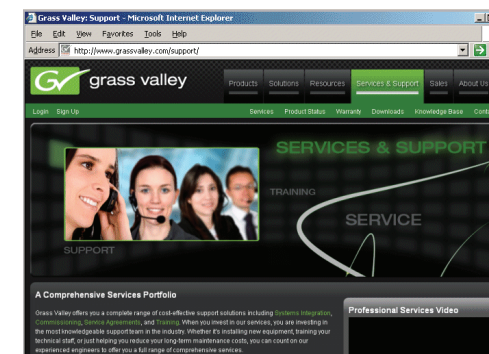 Grass Valley: Support - Microsoft Internet Explorer
File Edit View Favorites Tools Help
Address http://www.grassvalley.com/support/
GV grass valley
Products Solutions Resources Services & Support Sales About Us
Login Sign Up Services Product Status Warranty Downloads Knowledge Base
SERVICES & SUPPORT
TRAINING
SERVICE
SUPPORT
A Comprehensive Services Portfolio
Professional Services Video
Grass Valley offers you a complete range of cost-effective support solutions including Systems Integration,
Commissioning, Service Agreements, and Training. When you invest in our services, you are investing in
the most knowledgeable support team in the industry. Whether it's installing new equipment, training your
technical staff, or just helping you reduce your long-term maintenance costs, you can count on our
experienced engineers to offer you a full range of comprehensive services.